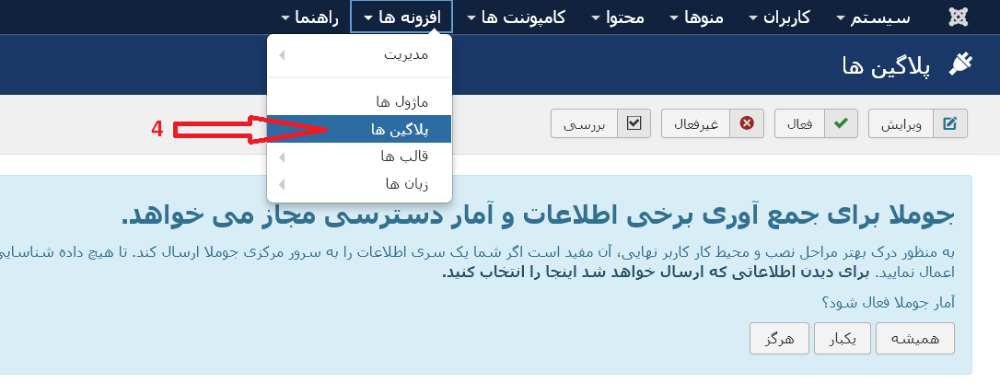 سیستم کاربران منوها محتوا کامپوننت ها افزونه ها راهنما
پلاگین ها
مدیریت
ماژول ها
پلاگین ها
قالب ها
زبان ها
4
ویرایش فعال غیرفعال بررسی
جوملا برای جمع آوری برخی اطلاعات و آمار دسترسی مجاز می خواهد.
به منظور درک بهتر مراحل نصب و محیط کار کاربر نهایی، آن مفید است اگر شما یک سری اطلاعات را به سرور مرکزی جوملا ارسال کند. تا هیچ داده شناسایی
اعمال نمایید. برای دیدن اطلاعاتی که ارسال خواهد شد اینجا را انتخاب کنید.
آمار جوملا فعال شود؟
همیشه یکبار هرگز